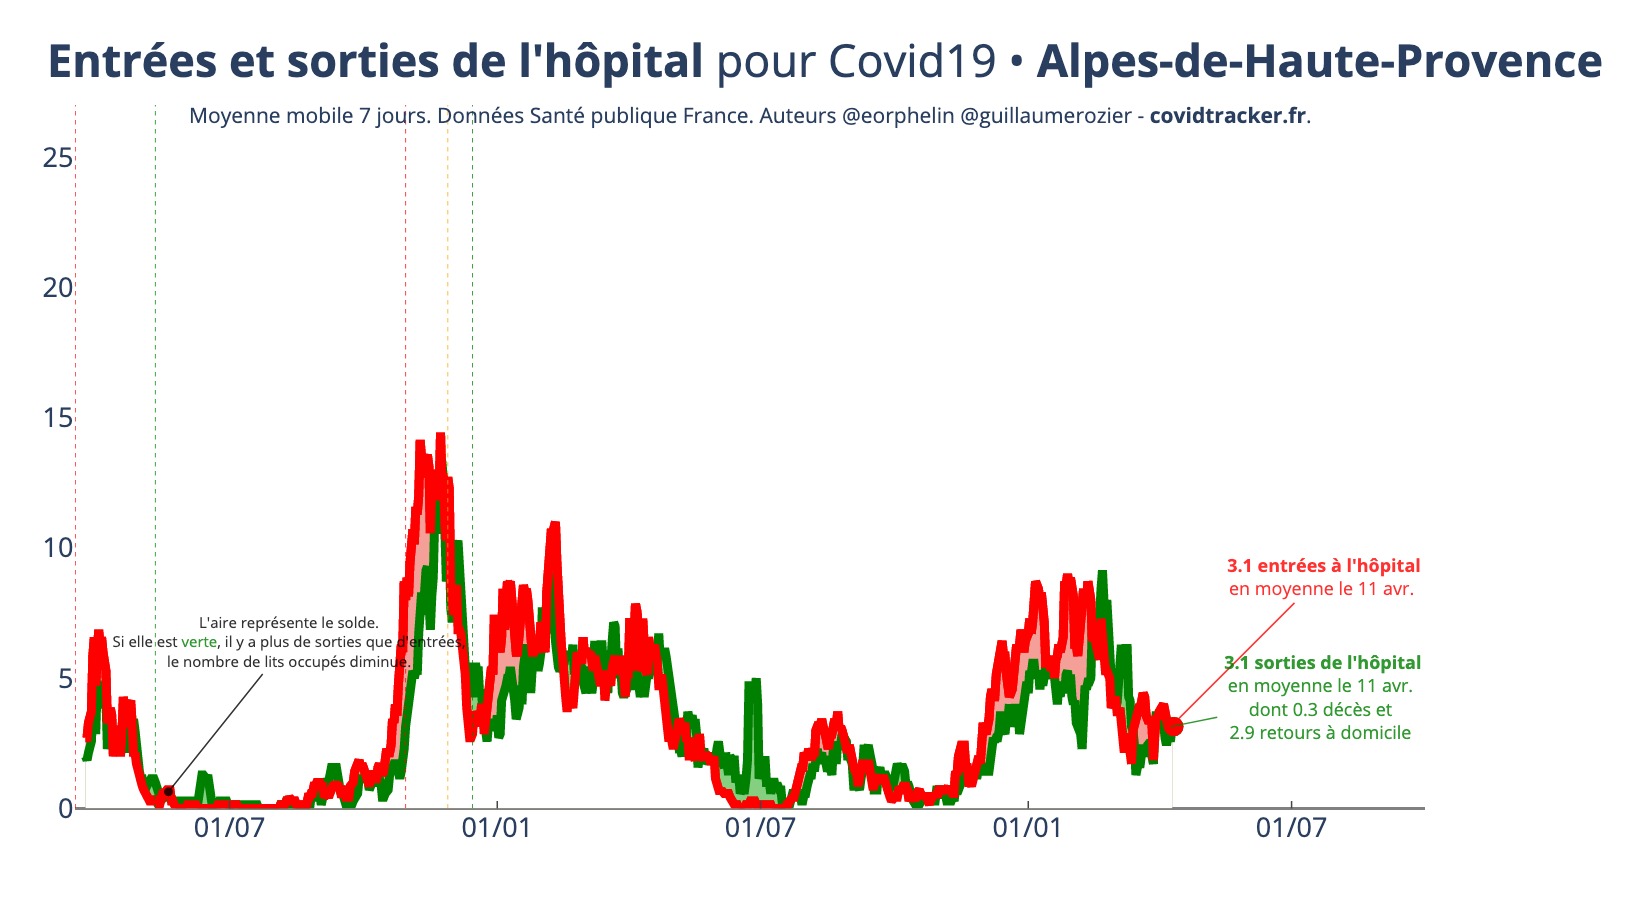 Entrées et sorties de l'hôpital pour Covid19 • Alpes-de-Haute-Provence
Moyenne mobile 7 jours. Données Santé publique France. Auteurs @eorphelin @guillaumerozier - covidtracker.fr.
25
20
15
10
5
0
L'aire représente le solde.
Si elle est verte, il y a plus de sorties que d'entrées,
le nombre de lits occupés diminue.
3.1 entrées à l'hôpital
en moyenne le 11 avr.
3.1 sorties de l'hôpital
en moyenne le 11 avr.
dont 0.3 décès et
2.9 retours à domicile
01/07
01/01
01/07
01/01
01/07